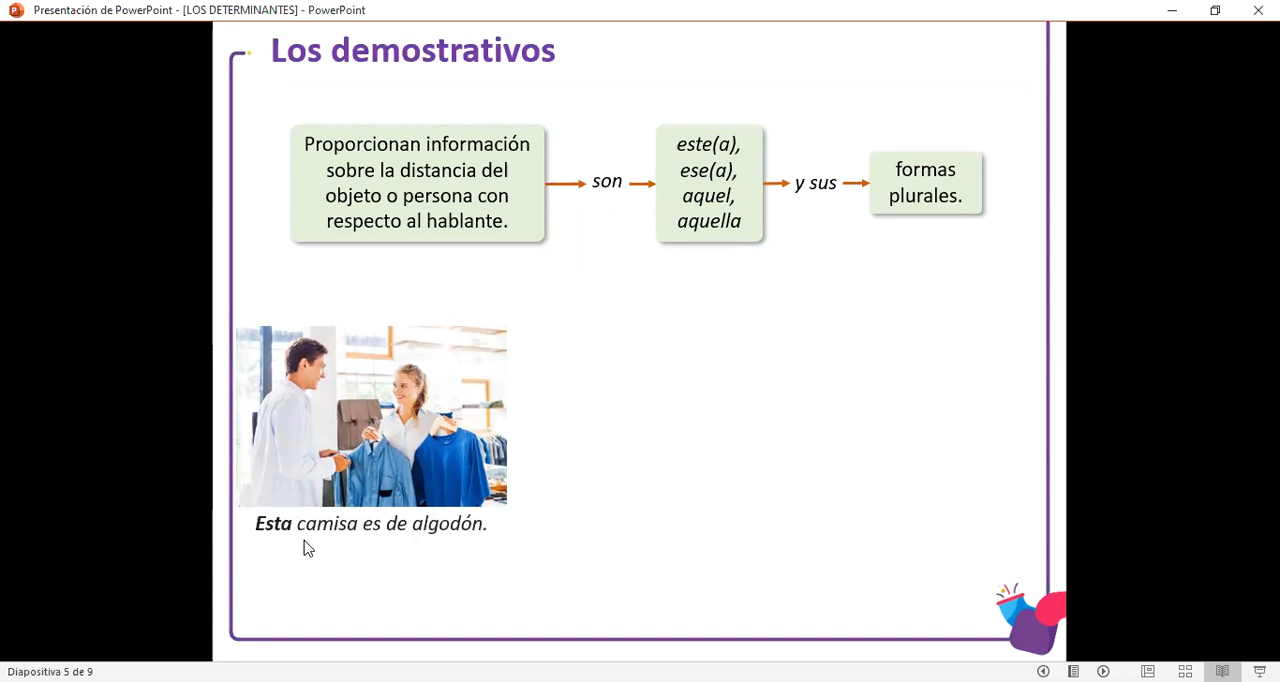 Presentación de PowerPoint - [LOS DETERMINANTES] - PowerPoint
Los demostrativos
Proporcionan información
sobre la distancia del
objeto o persona con
respecto al hablante.
son
este(a),
ese(a),
aquel,
aquella
y sus
formas
plurales.
Esta camisa es de algodón.
Diapositiva 5 de 9